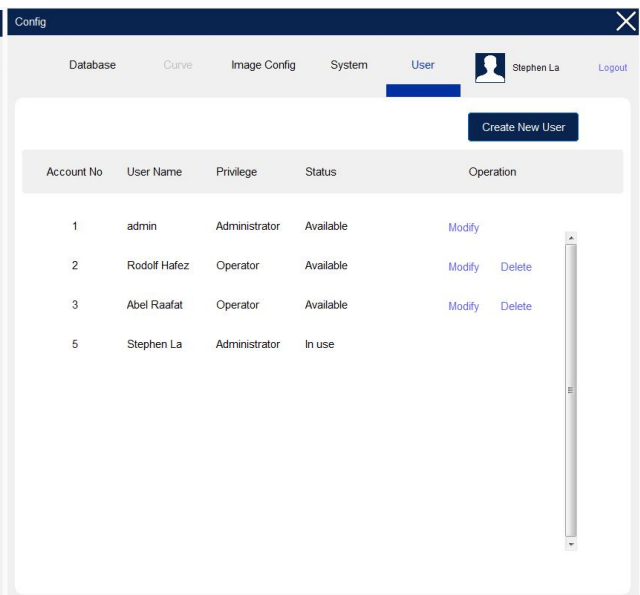 Config
Database Curve Image Config System User Stephen La Logout
Create New User
Account No User Name Privilege Status Operation
1 admin Administrator Available Modify
2 Rodolf Hafez Operator Available Modify Delete
3 Abel Raafat Operator Available Modify Delete
5 Stephen La Administrator In use